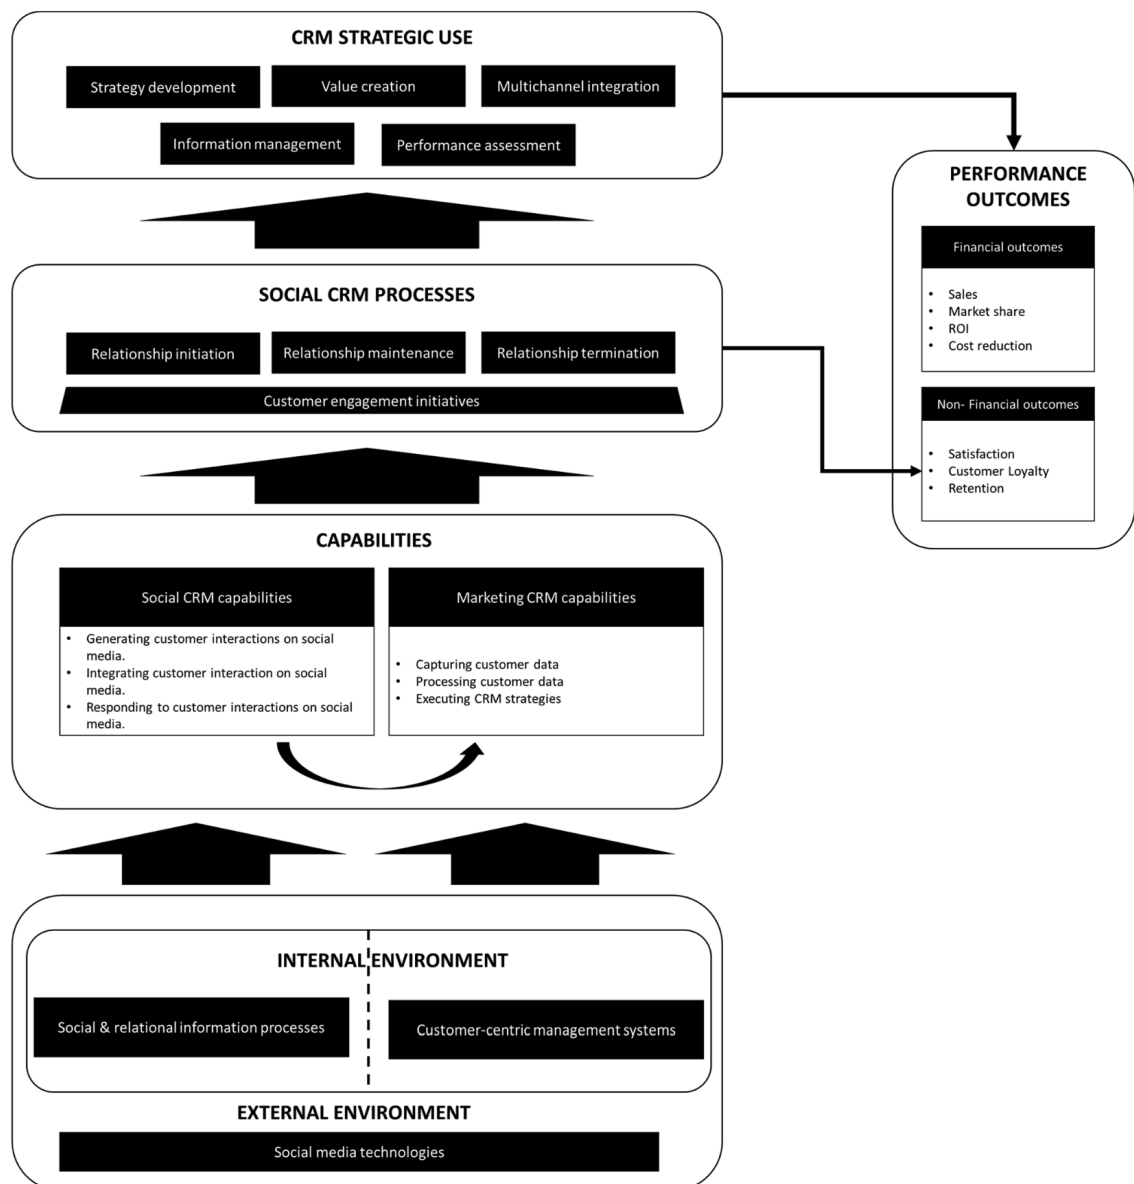 CRM STRATEGIC USE
Strategy development
Value creation
Multichannel integration
Information management
Performance assessment
PERFORMANCE
OUTCOMES
Financial outcomes
• Sales
• Market share
• ROI
• Cost reduction
Non- Financial outcomes
• Satisfaction
• Customer Loyalty
• Retention
SOCIAL CRM PROCESSES
Relationship initiation
Relationship maintenance
Relationship termination
Customer engagement initiatives
CAPABILITIES
Social CRM capabilities
• Generating customer interactions on social
media.
• Integrating customer interaction on social
media.
• Responding to customer interactions on social
media.
Marketing CRM capabilities
• Capturing customer data
• Processing customer data
• Executing CRM strategies
INTERNAL ENVIRONMENT
Social & relational information processes
Customer-centric management systems
EXTERNAL ENVIRONMENT
Social media technologies